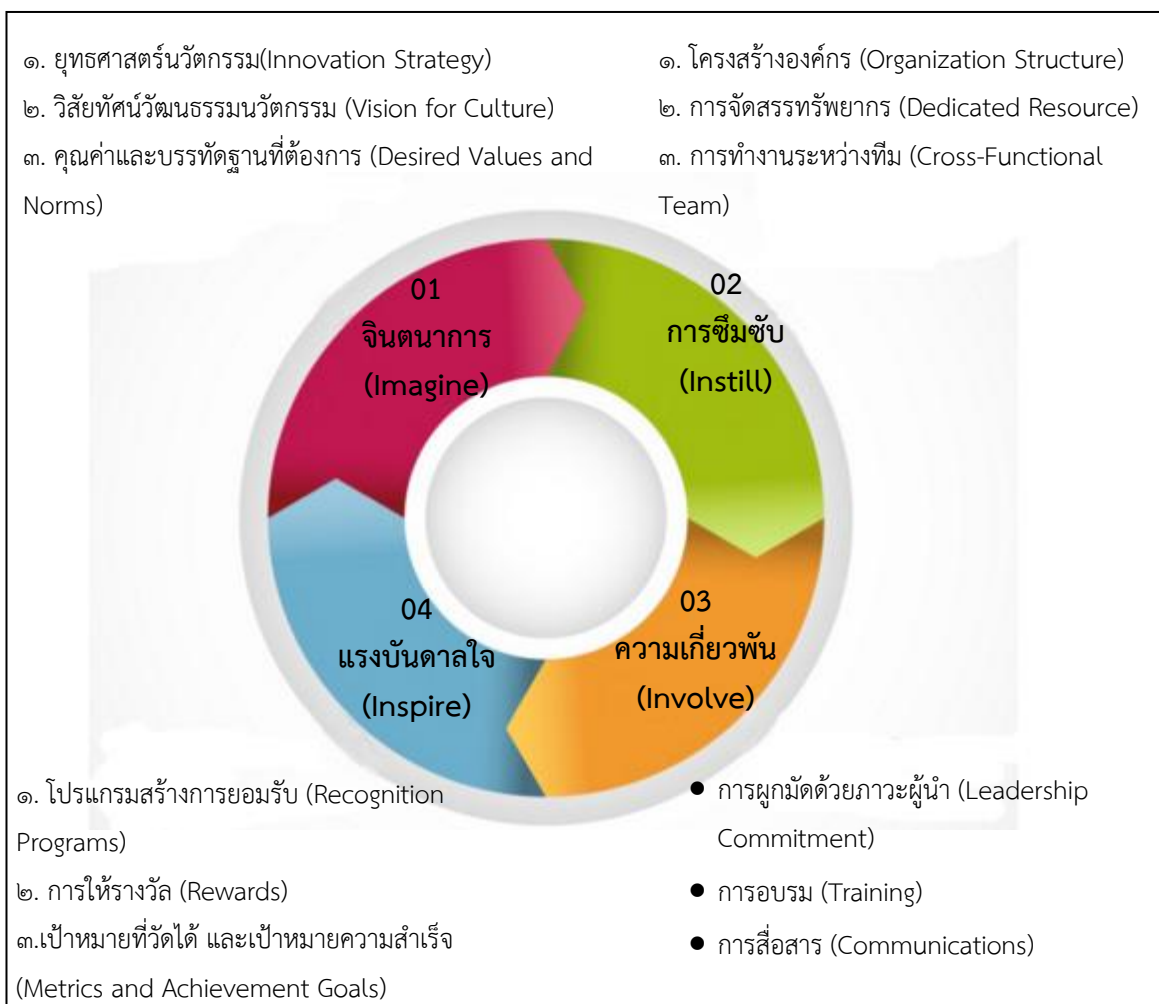 ๑. ยุทธศาสตร์นวัตกรรม(Innovation Strategy)
๒. วิสัยทัศน์วัฒนธรรมนวัตกรรม (Vision for Culture)
๓. คุณค่าและบรรทัดฐานที่ต้องการ (Desired Values and
Norms)
๑. โครงสร้างองค์กร (Organization Structure)
๒. การจัดสรรทรัพยากร (Dedicated Resource)
๓. การทำงานระหว่างทีม (Cross-Functional
Team)
01
จินตนาการ
(Imagine)
02
การซึมซับ
(Instill)
04
แรงบันดาลใจ
(Inspire)
03
ความเกี่ยวพัน
(Involve)
๑. โปรแกรมสร้างการยอมรับ (Recognition
Programs)
๒. การให้รางวัล (Rewards)
๓.เป้าหมายที่วัดได้ และเป้าหมายความสำเร็จ
(Metrics and Achievement Goals)
● การผูกมัดด้วยภาวะผู้นำ (Leadership
Commitment)
● การอบรม (Training)
● การสื่อสาร (Communications)